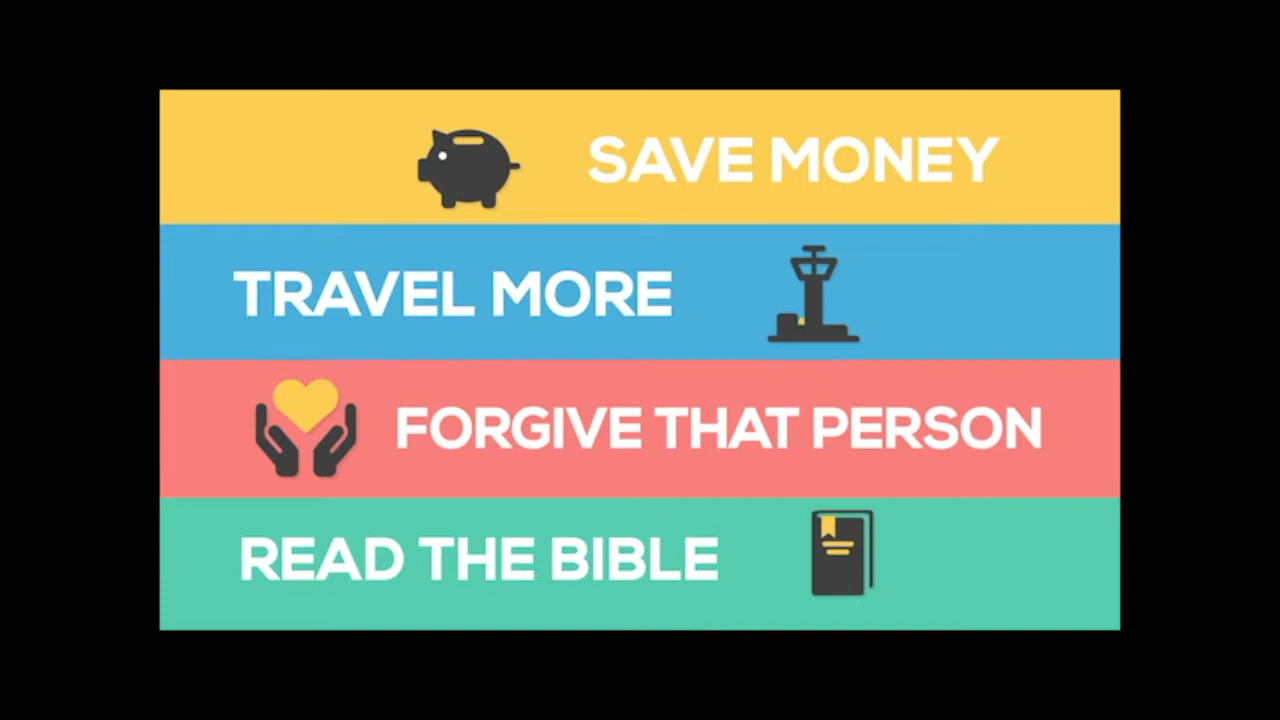 SAVE MONEY
TRAVEL MORE
FORGIVE THAT PERSON
READ THE BIBLE